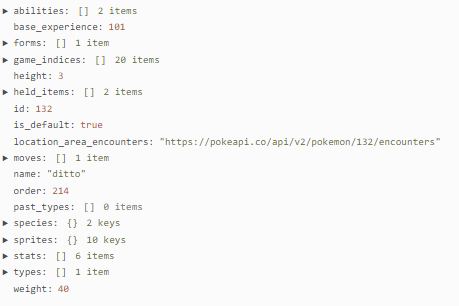 ▶ abilities: [] 2 items
base_experience: 101
▶ forms: [] 1 item
▶ game_indices: [] 20 items
height: 3
▶ held_items: [] 2 items
id: 132
is_default: true
location_area_encounters: "https://pokeapi.co/api/v2/pokemon/132/encounters"
▶ moves: [] 1 item
name: "ditto"
order: 214
past_types: [] 0 items
▶ species: {} 2 keys
▶ sprites: {} 10 keys
▶ stats: [] 6 items
▶ types: [] 1 item
weight: 40